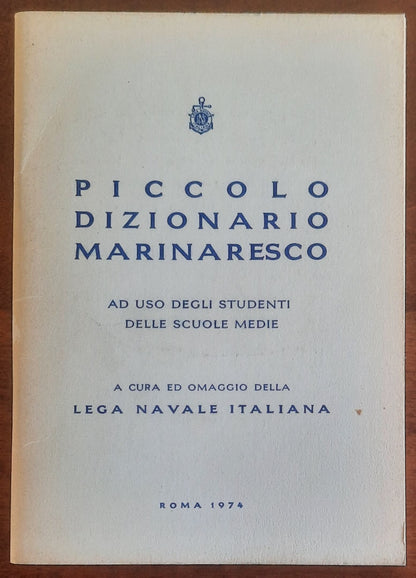 PICCOLO
DIZIONARIO
MARINARESCO
AD USO DEGLI STUDENTI
DELLE SCUOLE MEDIE
A CURA ED OMAGGIO DELLA
LEGA NAVALE ITALIANA
ROMA 1974